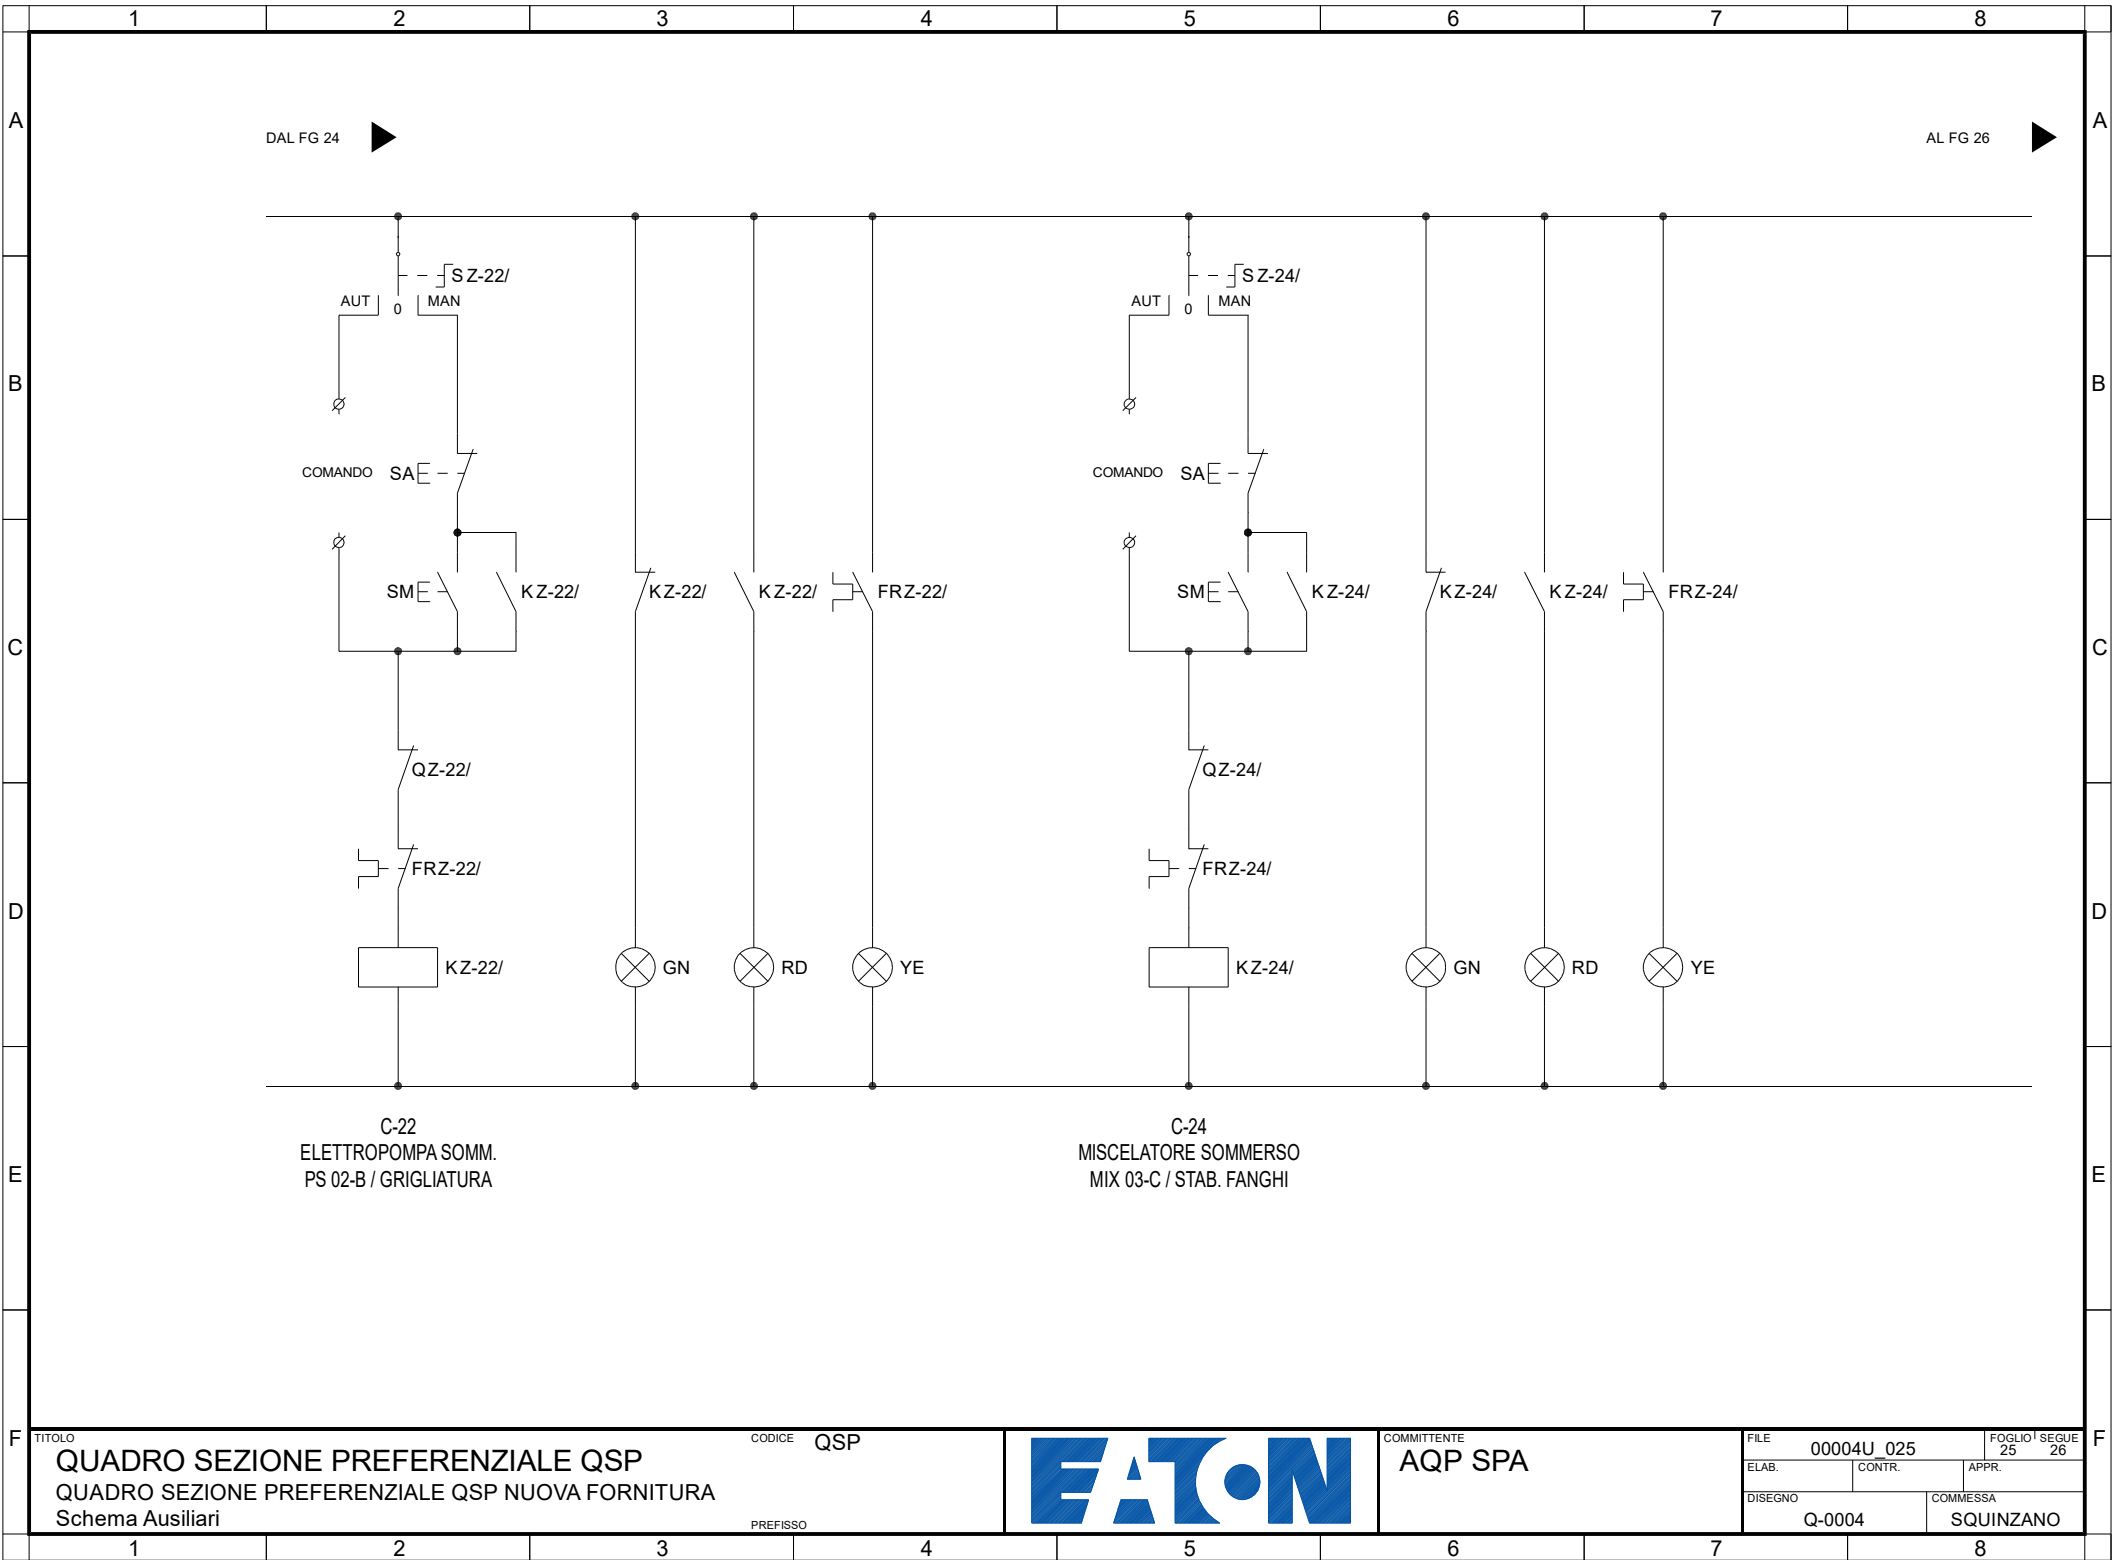 1 2 3 4 5 6 7 8
A A
DAL FG 24 AL FG 26
SZ-22/ SZ-24/
AUT 0 MAN AUT 0 MAN
B B
COMANDO SA COMANDO SA
SM KZ-22/ KZ-22/ KZ-22/ FRZ-22/ SM KZ-24/ KZ-24/ KZ-24/ FRZ-24/
C C
QZ-22/ QZ-24/
FRZ-22/ FRZ-24/
D D
KZ-22/ GN RD YE KZ-24/ GN RD YE
C-22
ELETTROPOMPA SOMM.
PS 02-B / GRIGLIATURA
C-24
MISCELATORE SOMMERSO
MIX 03-C / STAB. FANGHI
E E
F F
TITOLO
QUADRO SEZIONE PREFERENZIALE QSP
QUADRO SEZIONE PREFERENZIALE QSP NUOVA FORNITURA
Schema Ausiliari
CODICE QSP
PREFISSO
EATON
COMMITTENTE
AQP SPA
FILE
00004U_025
FOGLIO SEGUE
25 26
ELAB. CONTR. APPR.
DISEGNO
Q-0004
COMMESSA
SQUINZANO
1 2 3 4 5 6 7 8